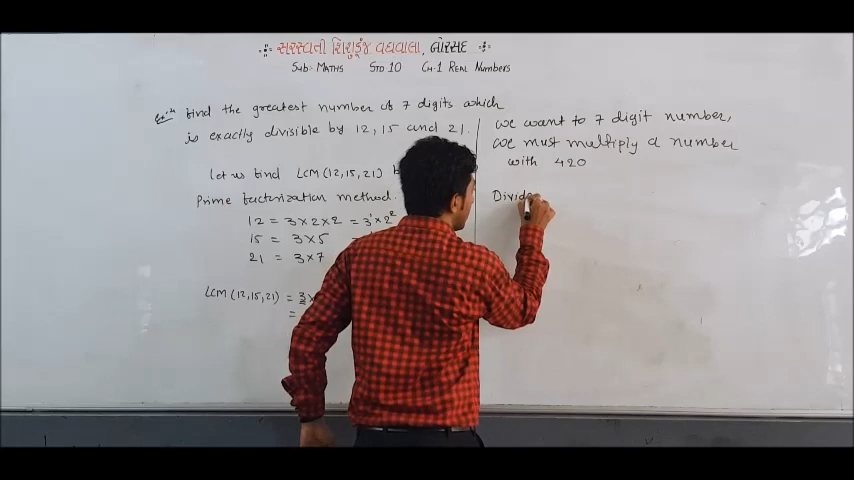 સરસ્વતી શિશુકુંજ વઘવાલા, બોરસદ
Sub: MATHS STD 10 CH:1 REAL NUMBERS
Find the greatest number of 7 digits which
is exactly divisible by 12, 15 and 21.
Let us find LCM (12, 15, 21)
Prime factorization method.
12 = 3 × 2 × 2 = 3¹ × 2²
15 = 3 × 5 =
21 = 3 × 7
LCM (12, 15, 21) = 3
=
we want to 7 digit number,
we must multiply a number
with 420
Divide